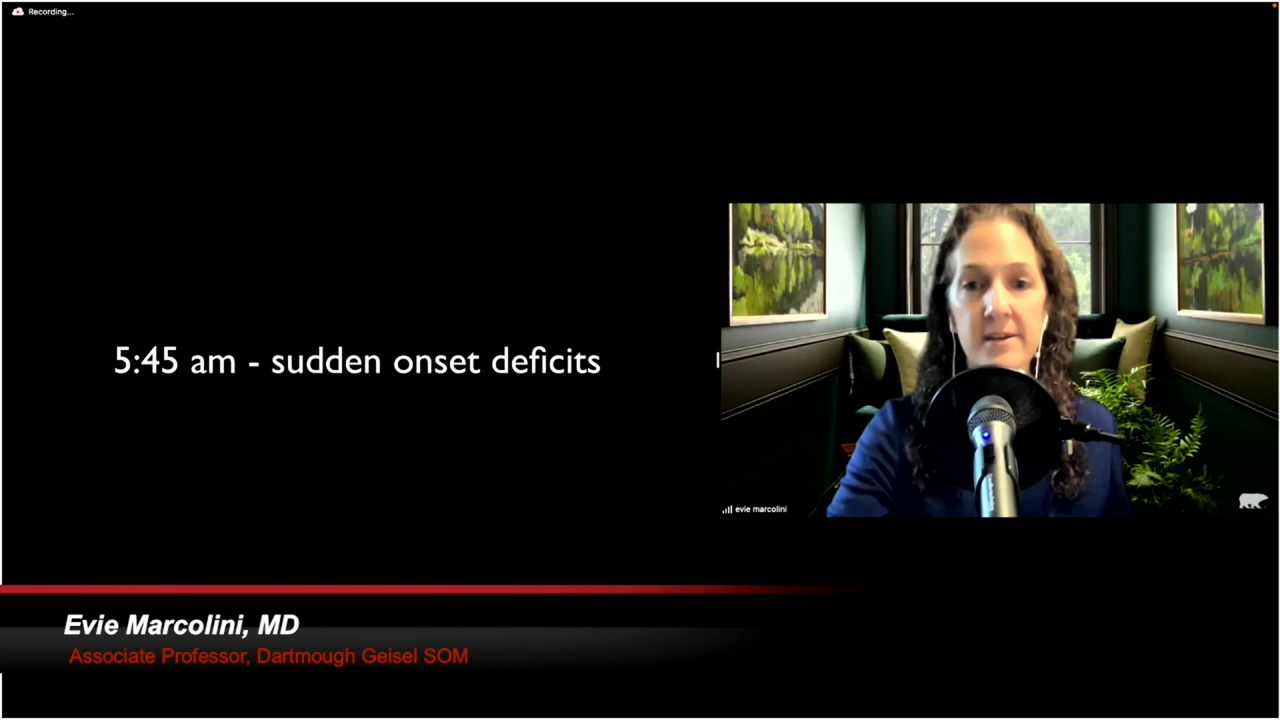 Recording...
5:45 am - sudden onset deficits
evie marcolini
Evie Marcolini, MD
Associate Professor, Dartmough Geisel SOM